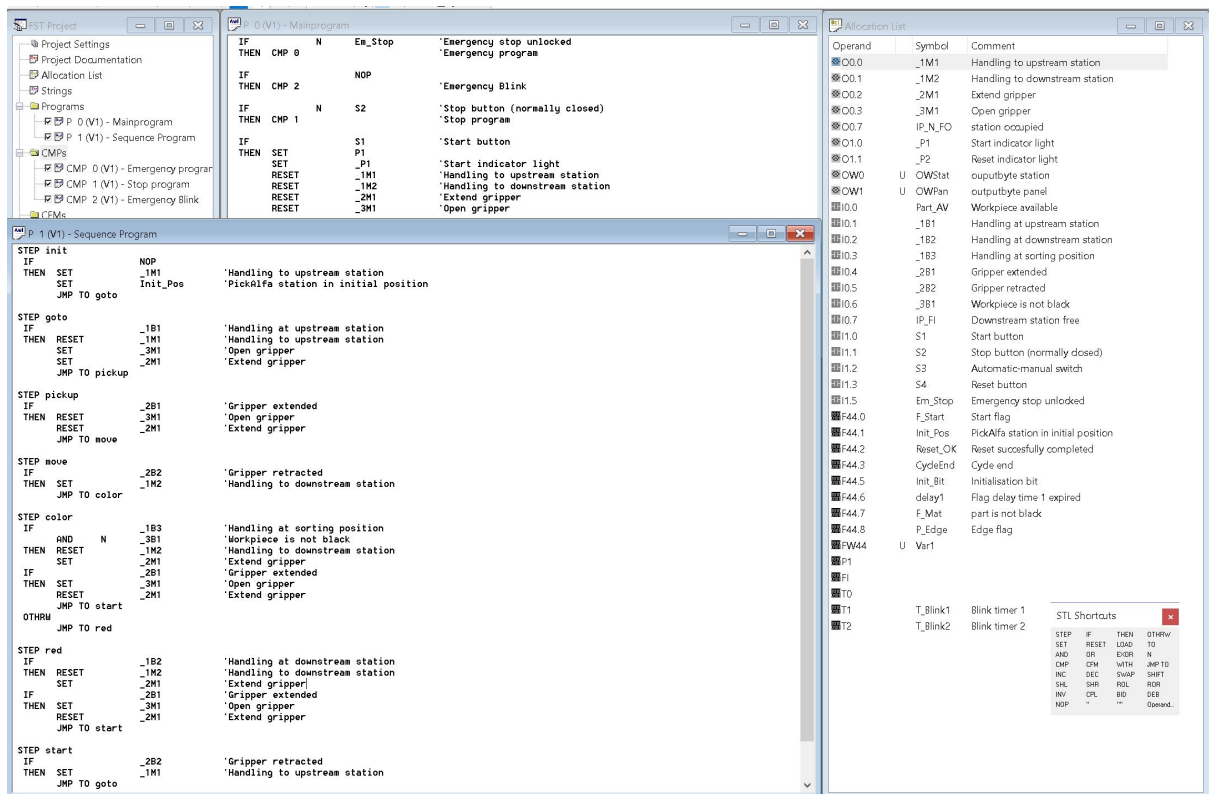 FST Project
Project Settings
Project Documentation
Allocation List
Strings
Programs
P 0 (V1) - Mainprogram
P 1 (V1) - Sequence Program
CMPs
CMP 0 (V1) - Emergency progran
CMP 1 (V1) - Stop program
CMP 2 (V1) - Emergency Blink
CFMs
Awl P 0 (V1) - Mainprogram
IF N Em_Stop 'Emergency stop unlocked
THEN CMP 0 'Emergency program
IF NOP
THEN CMP 2 'Emergency Blink
IF N S2 'Stop button (normally closed)
THEN CMP 1 'Stop program
IF S1 'Start button
THEN SET P1
SET _P1 'Start indicator light
RESET _1M1 'Handling to upstream station
RESET _1M2 'Handling to downstream station
RESET _2M1 'Extend gripper
RESET _3M1 'Open gripper
Awl P 1 (V1) - Sequence Program
STEP init
IF NOP
THEN SET _1M1 'Handling to upstream station
SET Init_Pos 'PickAlfa station in initial position
JMP TO goto
STEP goto
IF _1B1 'Handling at upstream station
THEN RESET _1M1 'Handling to upstream station
SET _3M1 'Open gripper
SET _2M1 'Extend gripper
JMP TO pickup
STEP pickup
IF _2B1 'Gripper extended
THEN RESET _3M1 'Open gripper
RESET _2M1 'Extend gripper
JMP TO move
STEP move
IF _2B2 'Gripper retracted
THEN SET _1M2 'Handling to downstream station
JMP TO color
STEP color
IF _1B3 'Handling at sorting position
AND N _3B1 'Workpiece is not black
THEN RESET _1M2 'Handling to downstream station
SET _2M1 'Extend gripper
IF _2B1 'Gripper extended
THEN SET _3M1 'Open gripper
RESET _2M1 'Extend gripper
JMP TO start
OTHRW
JMP TO red
STEP red
IF _1B2 'Handling at downstream station
THEN RESET _1M2 'Handling to downstream station
SET _2M1 'Extend gripper
IF _2B1 'Gripper extended
THEN SET _3M1 'Open gripper
RESET _2M1 'Extend gripper
JMP TO start
STEP start
IF _2B2 'Gripper retracted
THEN SET _1M1 'Handling to upstream station
JMP TO goto
Allocation List
Operand Symbol Comment
O0.0 _1M1 Handling to upstream station
O0.1 _1M2 Handling to downstream station
O0.2 _2M1 Extend gripper
O0.3 _3M1 Open gripper
O0.7 IP_N_FO station occupied
O1.0 _P1 Start indicator light
O1.1 _P2 Reset indicator light
OW0 U OWStat ouputbyte station
OW1 U OWPan outputbyte panel
I0.0 Part_AV Workpiece available
I0.1 _1B1 Handling at upstream station
I0.2 _1B2 Handling at downstream station
I0.3 _1B3 Handling at sorting position
I0.4 _2B1 Gripper extended
I0.5 _2B2 Gripper retracted
I0.6 _3B1 Workpiece is not black
I0.7 IP_FI Downstream station free
I1.0 S1 Start button
I1.1 S2 Stop button (normally closed)
I1.2 S3 Automatic-manual switch
I1.3 S4 Reset button
I1.5 Em_Stop Emergency stop unlocked
F44.0 F_Start Start flag
F44.1 Init_Pos PickAlfa station in initial position
F44.2 Reset_OK Reset succesfully completed
F44.3 CycleEnd Cycle end
F44.5 Init_Bit Initialisation bit
F44.6 delay1 Flag delay time 1 expired
F44.7 F_Mat part is not black
F44.8 P_Edge Edge flag
FW44 U Var1
P1
FI
T0
T1 T_Blink1 Blink timer 1
T2 T_Blink2 Blink timer 2
STL Shortcuts
STEP IF THEN OTHRW
SET RESET LOAD TO
AND OR EXOR N
CMP CFM WITH JMP TO
INC DEC SWAP SHIFT
SHL SHR ROL ROR
INV CPL BID DEB
NOP " "" Operand...